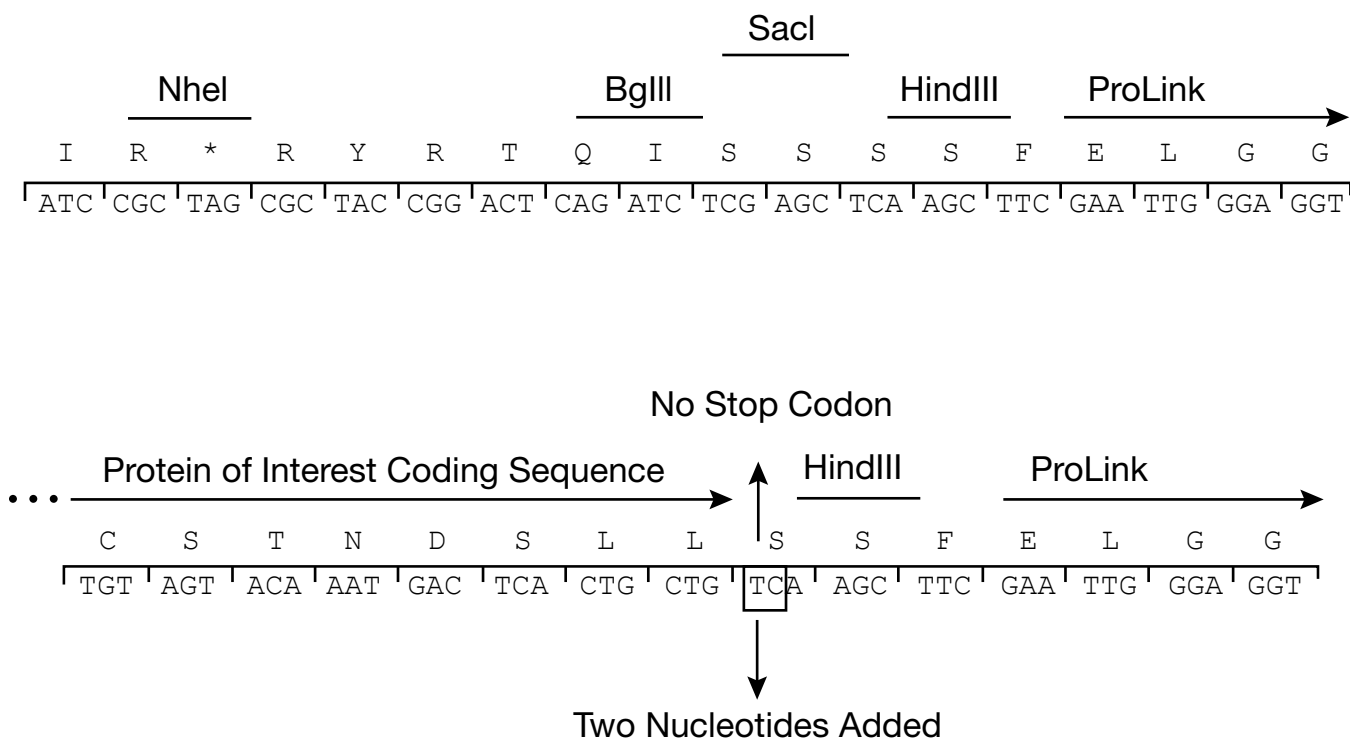 SacI
NheI BglII HindIII ProLink
I R * R Y R T Q I S S S S F E L G G
ATC CGC TAG CGC TAC CGG ACT CAG ATC TCG AGC TCA AGC TTC GAA TTG GGA GGT
No Stop Codon
Protein of Interest Coding Sequence HindIII ProLink
•••
C S T N D S L L S S F E L G G
TGT AGT ACA AAT GAC TCA CTG CTG TCA AGC TTC GAA TTG GGA GGT
Two Nucleotides Added